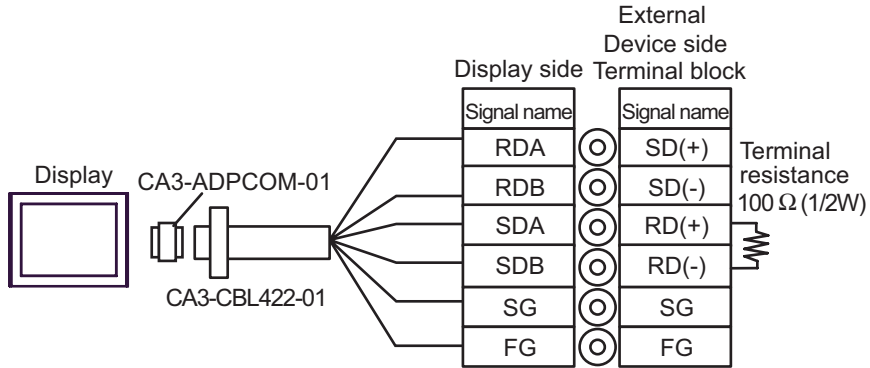 External
Device side
Display side Terminal block
Signal name Signal name
RDA SD(+)
RDB SD(-)
SDA RD(+)
SDB RD(-)
SG SG
FG FG
Terminal
resistance
100 Ω (1/2W)
Display
CA3-ADPCOM-01
CA3-CBL422-01